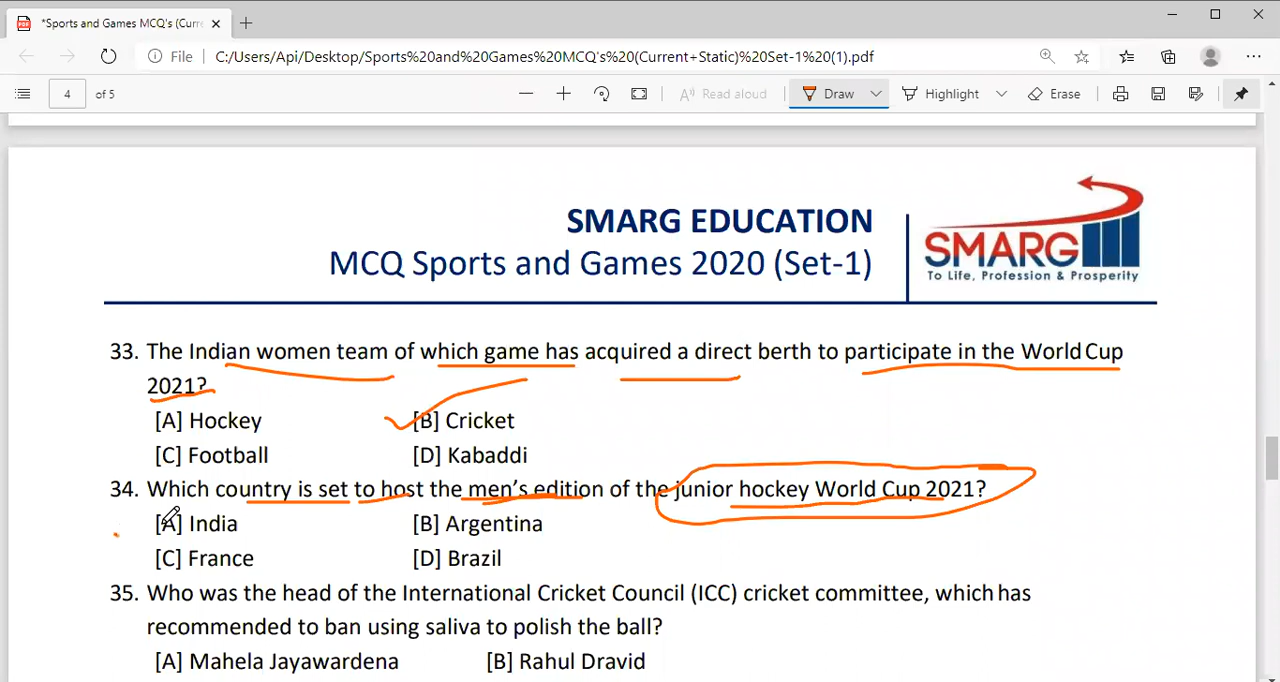 *Sports and Games MCQ's (Curr
File C:/Users/Api/Desktop/Sports%20and%20Games%20MCQ's%20(Current+Static)%20Set-1%20(1).pdf
4 of 5 Read aloud Draw Highlight Erase
SMARG EDUCATION
MCQ Sports and Games 2020 (Set-1)
SMARG
To Life, Profession & Prosperity
33. The Indian women team of which game has acquired a direct berth to participate in the World Cup
2021?
[A] Hockey [B] Cricket
[C] Football [D] Kabaddi
34. Which country is set to host the men's edition of the junior hockey World Cup 2021?
[A] India [B] Argentina
[C] France [D] Brazil
35. Who was the head of the International Cricket Council (ICC) cricket committee, which has
recommended to ban using saliva to polish the ball?
[A] Mahela Jayawardena [B] Rahul Dravid